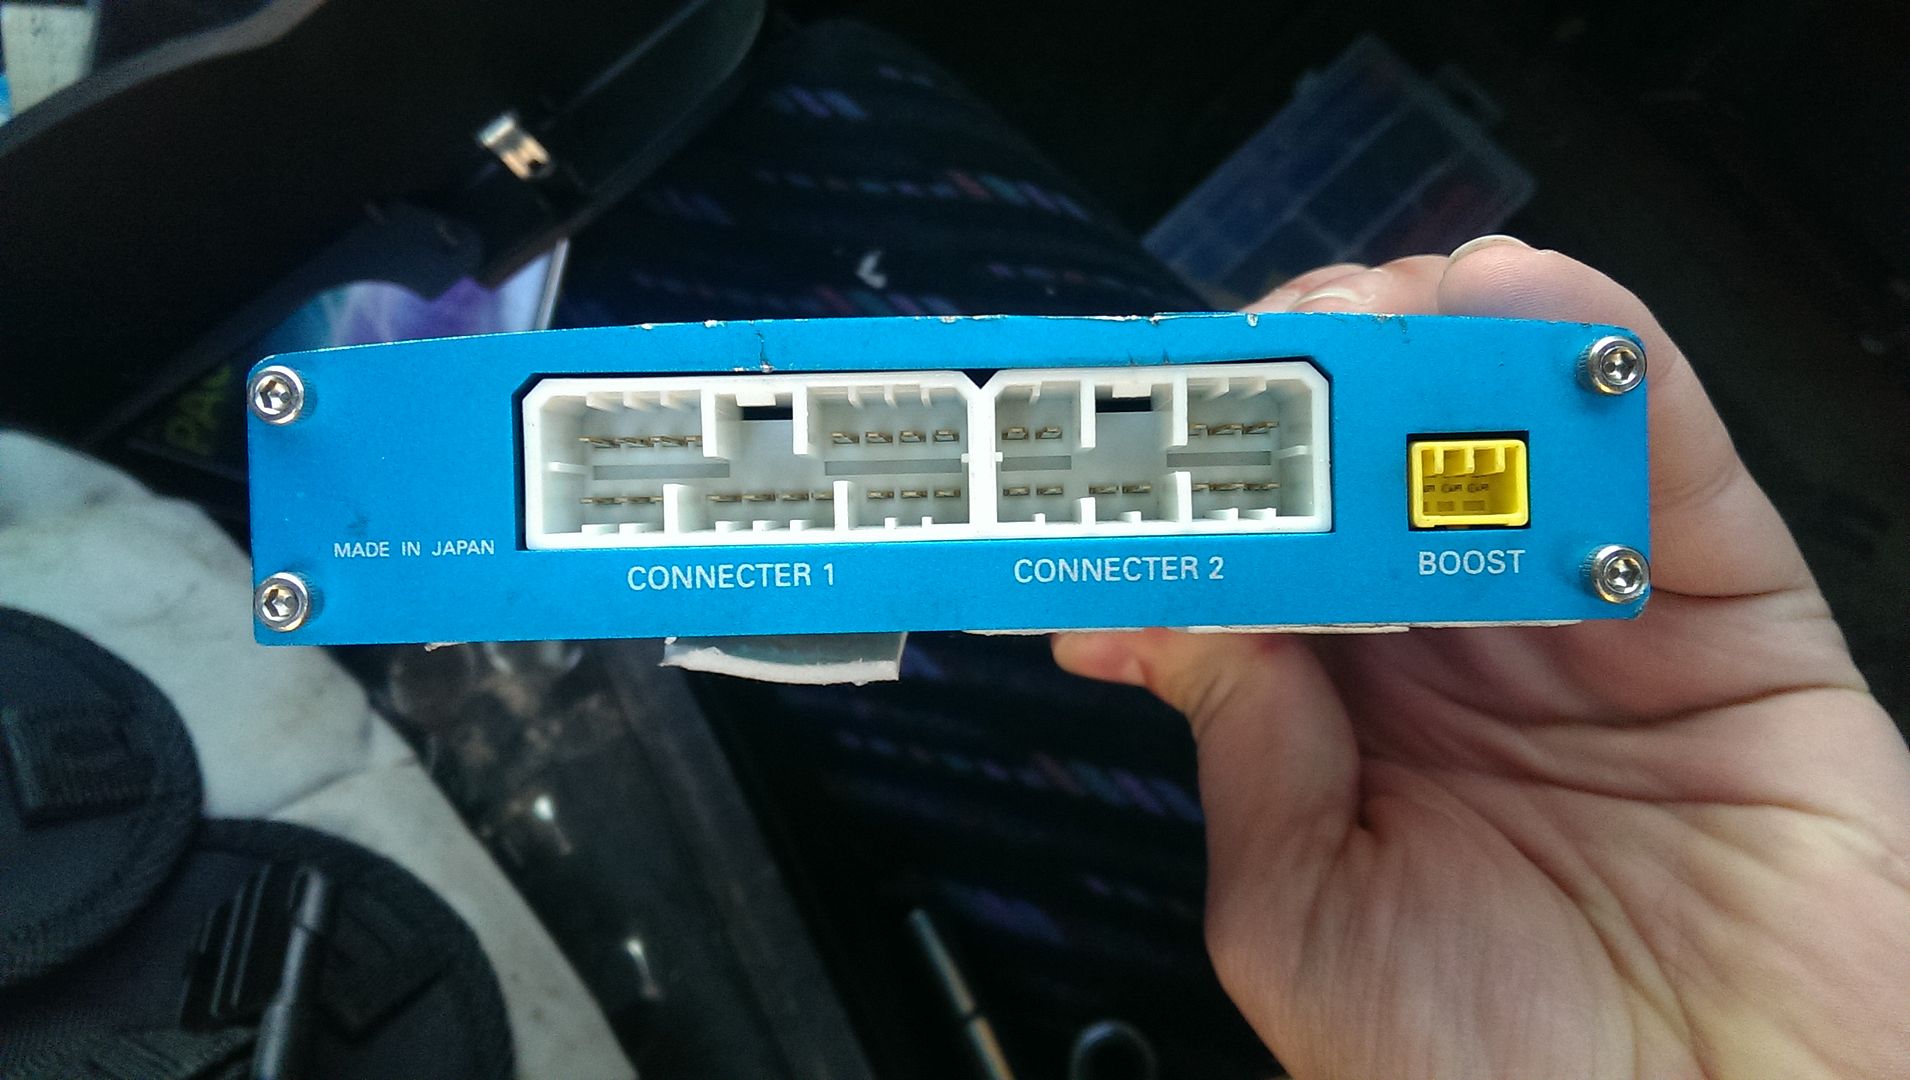 MADE IN JAPAN
CONNECTER 1
CONNECTER 2
BOOST